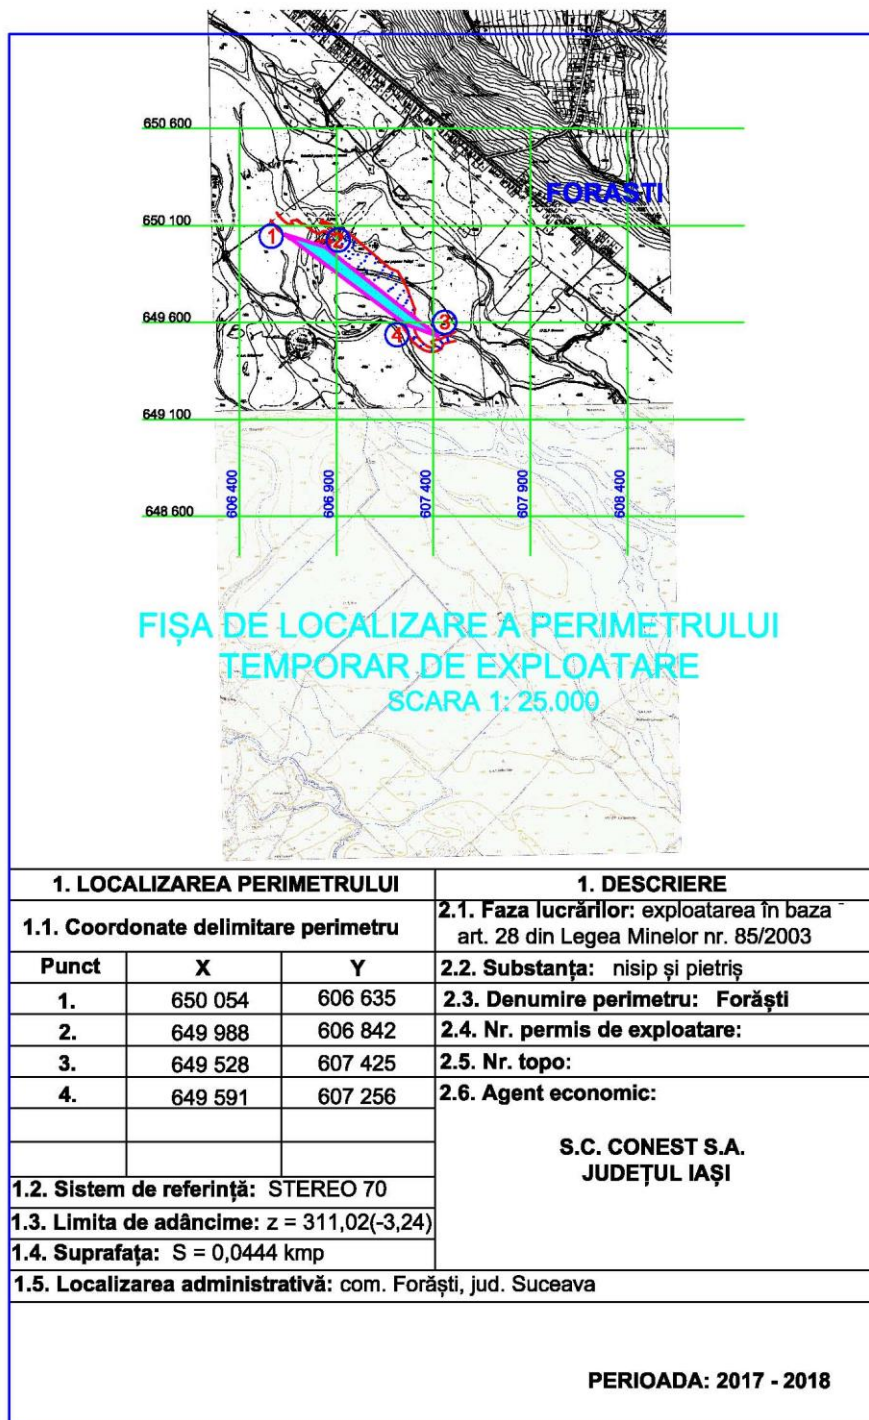 650 600
FORASTI
650 100
1
2
649 600
3
4
649 100
606 400
606 900
607 400
607 900
608 400
648 600
FIȘA DE LOCALIZARE A PERIMETRULUI
TEMPORAR DE EXPLOATARE
SCARA 1: 25.000
1. LOCALIZAREA PERIMETRULUI
1. DESCRIERE
1.1. Coordonate delimitare perimetru
2.1. Faza lucrărilor: exploatarea în baza
art. 28 din Legea Minelor nr. 85/2003
Punct X Y
2.2. Substanța: nisip și pietriș
1. 650 054 606 635
2.3. Denumire perimetru: Forăști
2. 649 988 606 842
2.4. Nr. permis de exploatare:
3. 649 528 607 425
2.5. Nr. topo:
4. 649 591 607 256
2.6. Agent economic:
S.C. CONEST S.A.
JUDEȚUL IAȘI
1.2. Sistem de referință: STEREO 70
1.3. Limita de adâncime: z = 311,02(-3,24)
1.4. Suprafața: S = 0,0444 kmp
1.5. Localizarea administrativă: com. Forăști, jud. Suceava
PERIOADA: 2017 - 2018